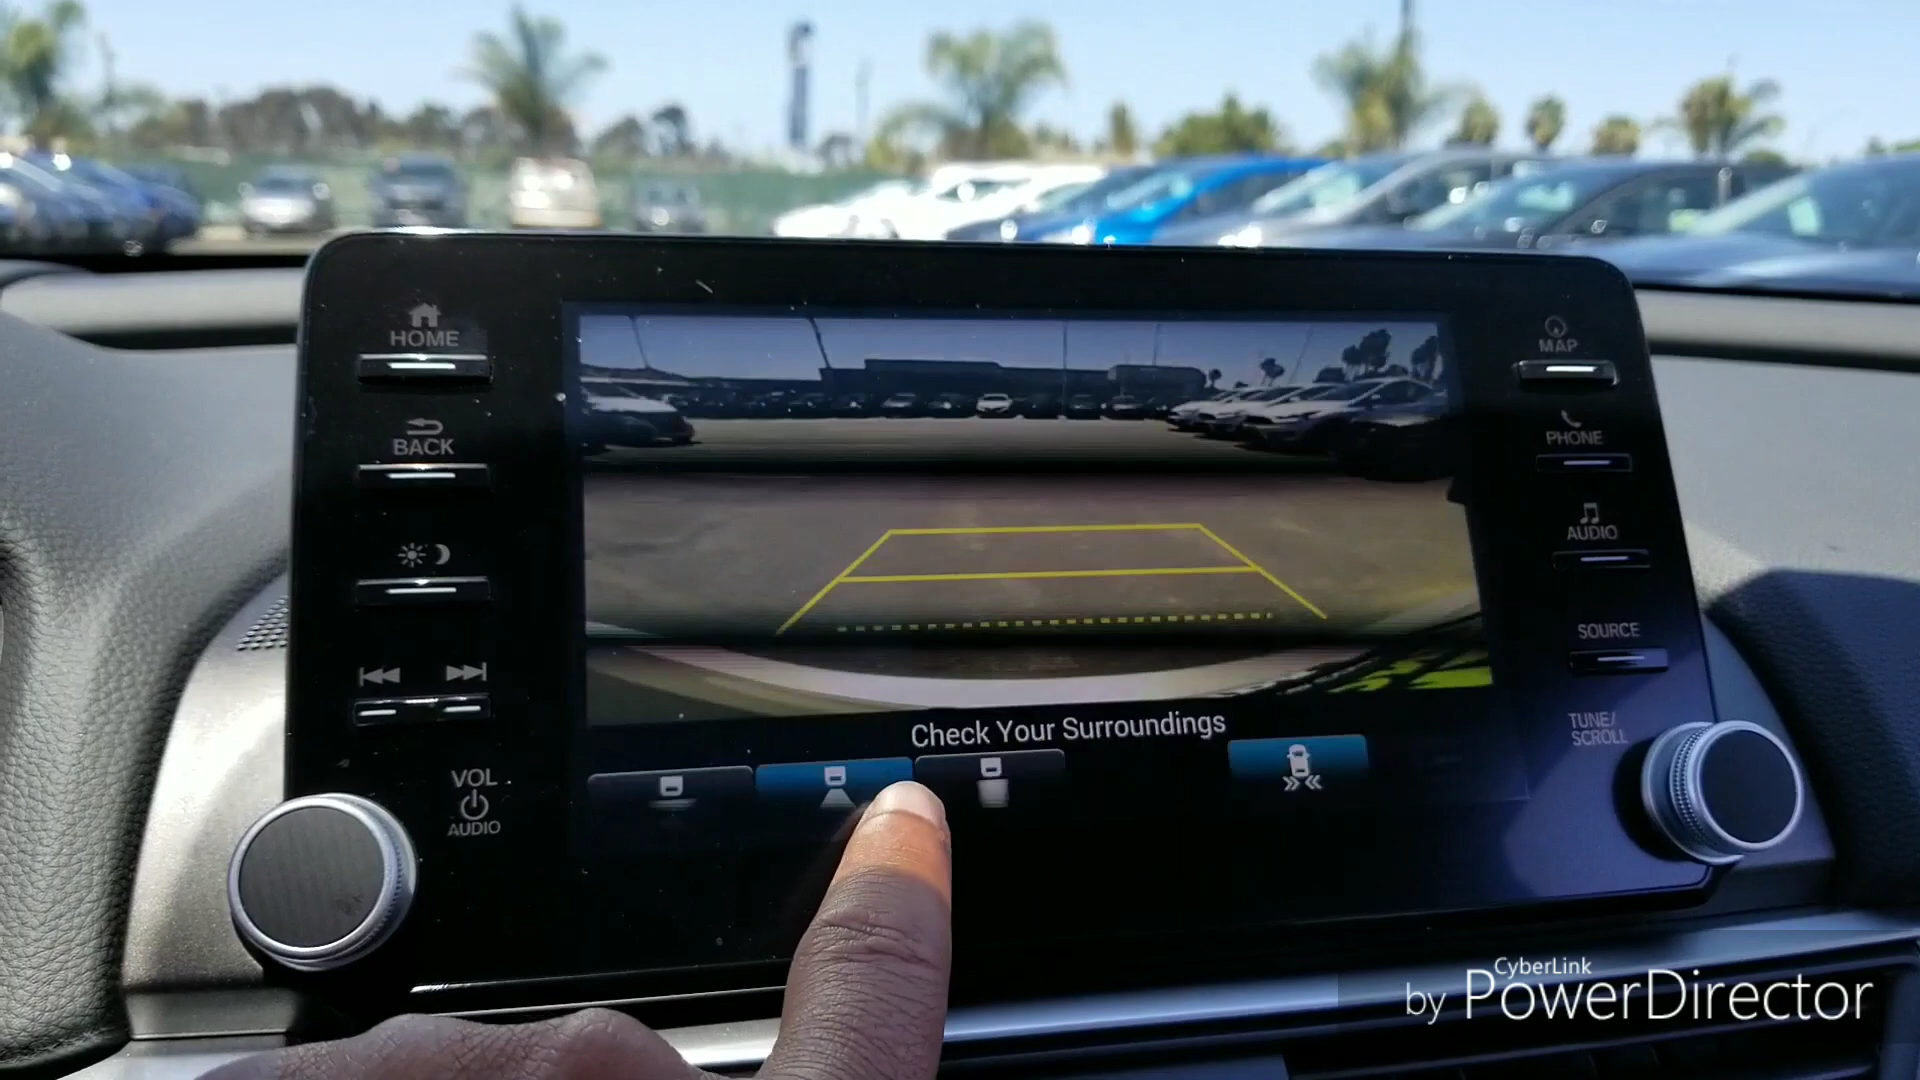 HOME
BACK
VOL
AUDIO
Check Your Surroundings
MAP
PHONE
AUDIO
SOURCE
TUNE/
SCROLL
CyberLink
by PowerDirector